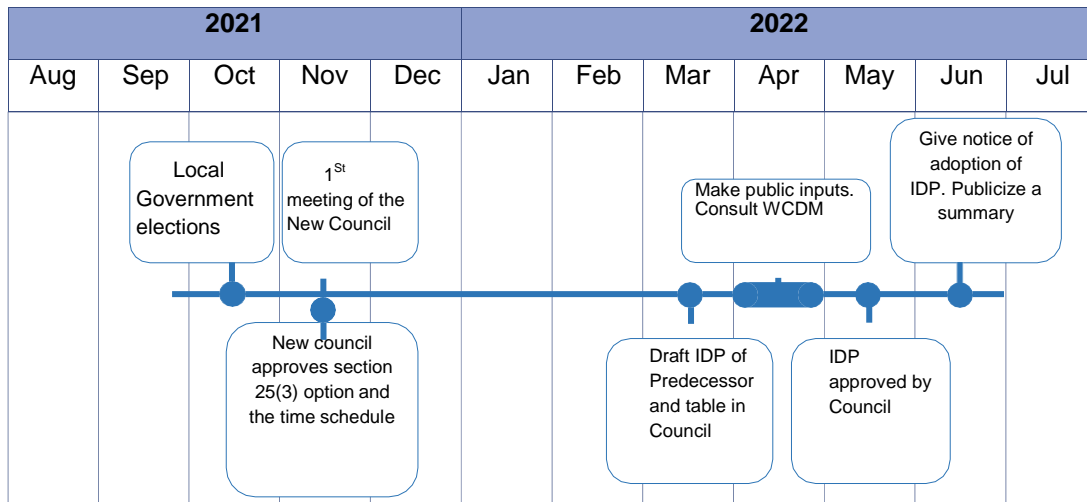 2021
2022
Aug
Sep
Oct
Nov
Dec
Jan
Feb
Mar
Apr
May
Jun
Jul
Local
Government
elections
1St
meeting of the
New Council
Make public inputs.
Consult WCDM
Give notice of
adoption of
IDP. Publicize a
summary
New council
approves section
25(3) option and
the time schedule
Draft IDP of
Predecessor
and table in
Council
IDP
approved by
Council